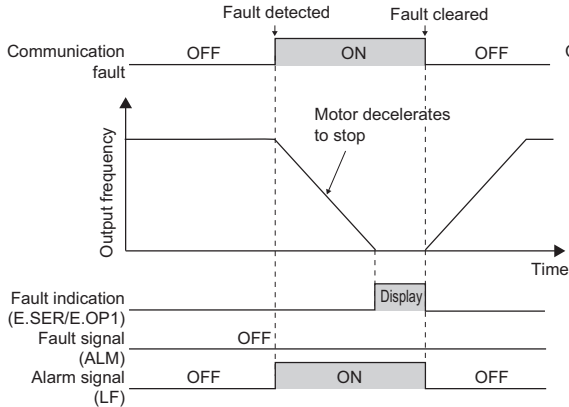 Fault detected
Fault cleared
Communication
fault
OFF
ON
OFF
Output frequency
Motor decelerates
to stop
Time
Fault indication
(E.SER/E.OP1)
Display
Fault signal
(ALM)
OFF
Alarm signal
(LF)
OFF
ON
OFF